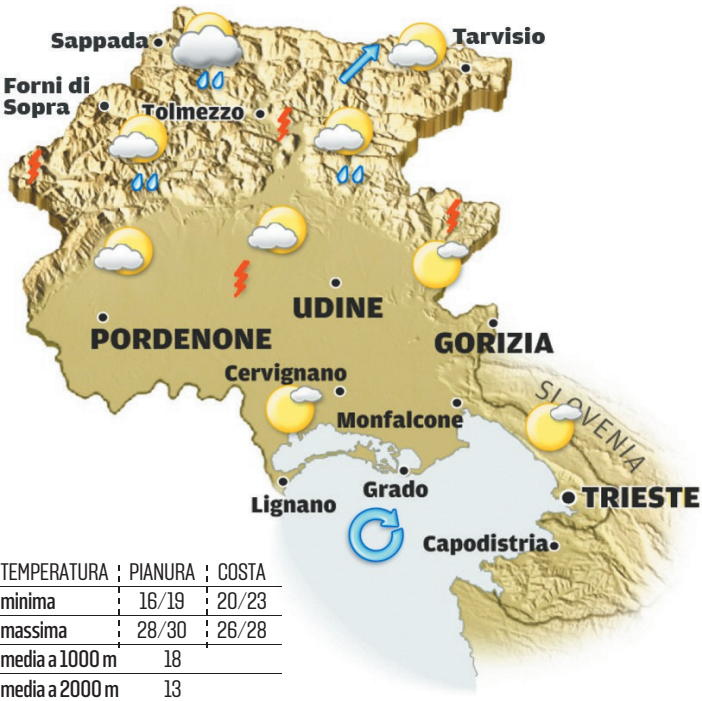 Sappada
Tarvisio
Forni di
Sopra
Tolmezzo
UDINE
PORDENONE
GORIZIA
Cervignano
SLOVENIA
Monfalcone
Lignano
Grado
TRIESTE
Capodistria
TEMPERATURA PIANURA COSTA
minima 16/19 20/23
massima 28/30 26/28
media a 1000 m 18
media a 2000 m 13